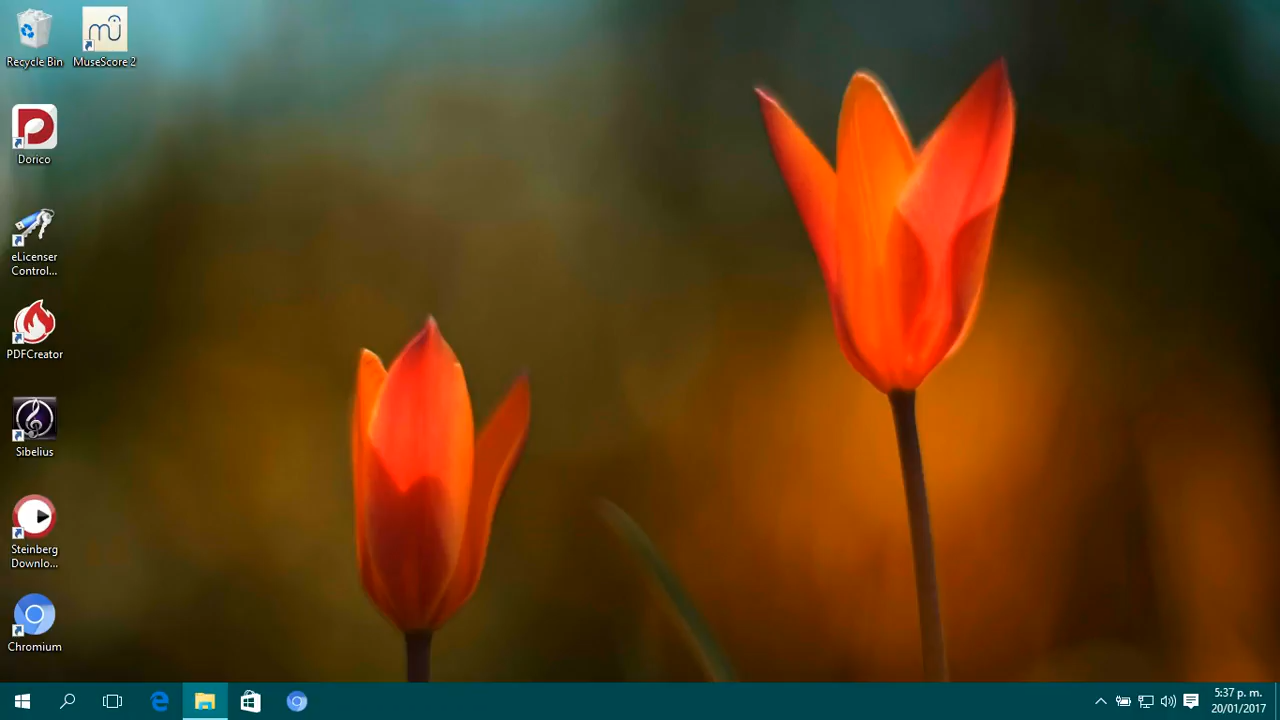 Recycle Bin
MuseScore 2
Dorico
eLicenser
Control...
PDFCreator
Sibelius
Steinberg
Downlo...
Chromium
5:37 p. m.
20/01/2017